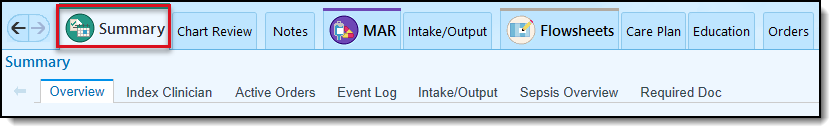 Summary Chart Review Notes MAR Intake/Output Flowsheets Care Plan Education Orders
Summary
Overview Index Clinician Active Orders Event Log Intake/Output Sepsis Overview Required Doc